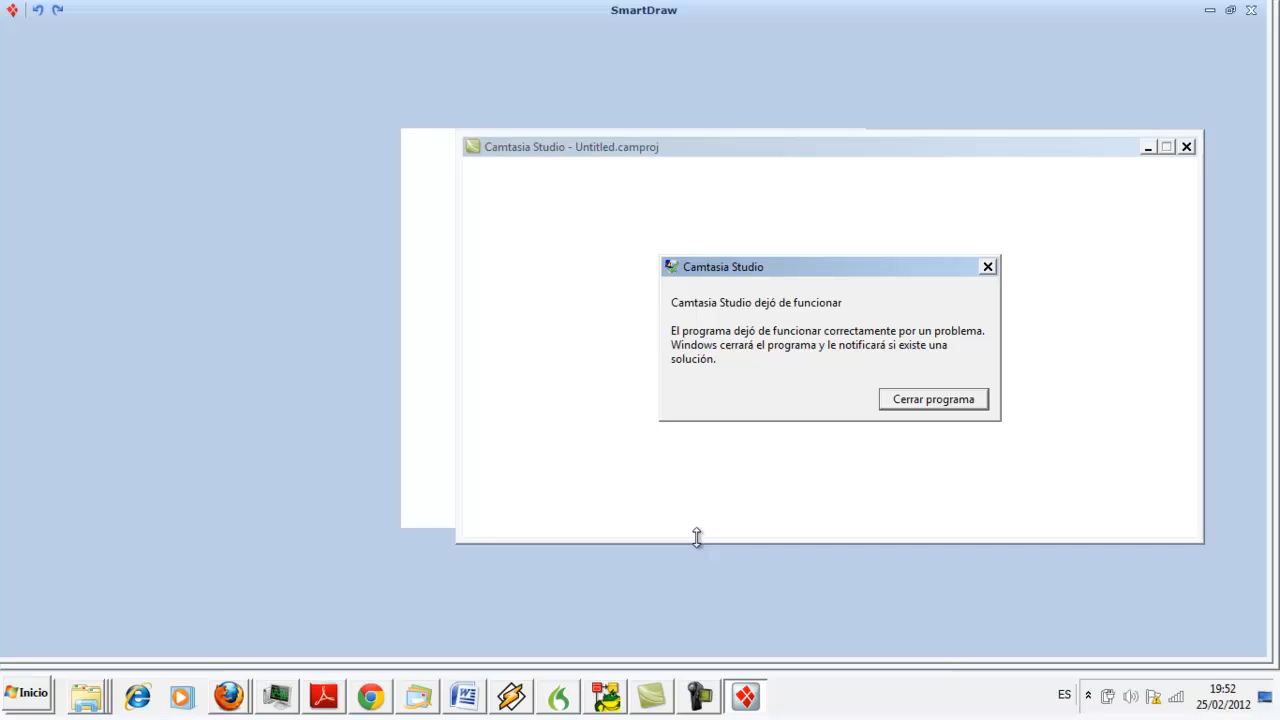 SmartDraw
Camtasia Studio - Untitled.camproj
Camtasia Studio
Camtasia Studio dejó de funcionar
El programa dejó de funcionar correctamente por un problema.
Windows cerrará el programa y le notificará si existe una
solución.
Cerrar programa
Inicio
ES
19:52
25/02/2012